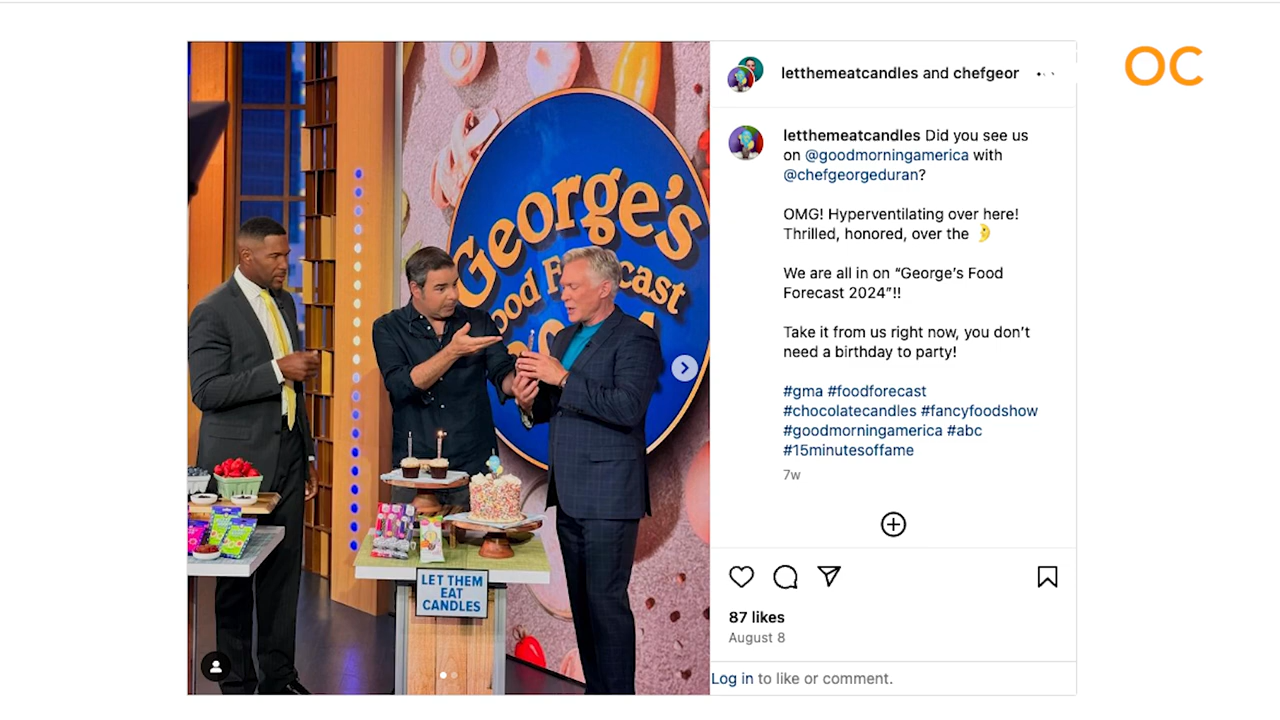 OC
letthemeatcandles and chefgeor
letthemeatcandles Did you see us
on @goodmorningamerica with
@chefgeorgeduran?
OMG! Hyperventilating over here!
Thrilled, honored, over the 🌛
We are all in on “George’s Food
Forecast 2024”!!
Take it from us right now, you don’t
need a birthday to party!
#gma #foodforecast
#chocolatecandles #fancyfoodshow
#goodmorningamerica #abc
#15minutesoffame
7w
87 likes
August 8
Log in to like or comment.
George's
LET THEM
EAT
CANDLES